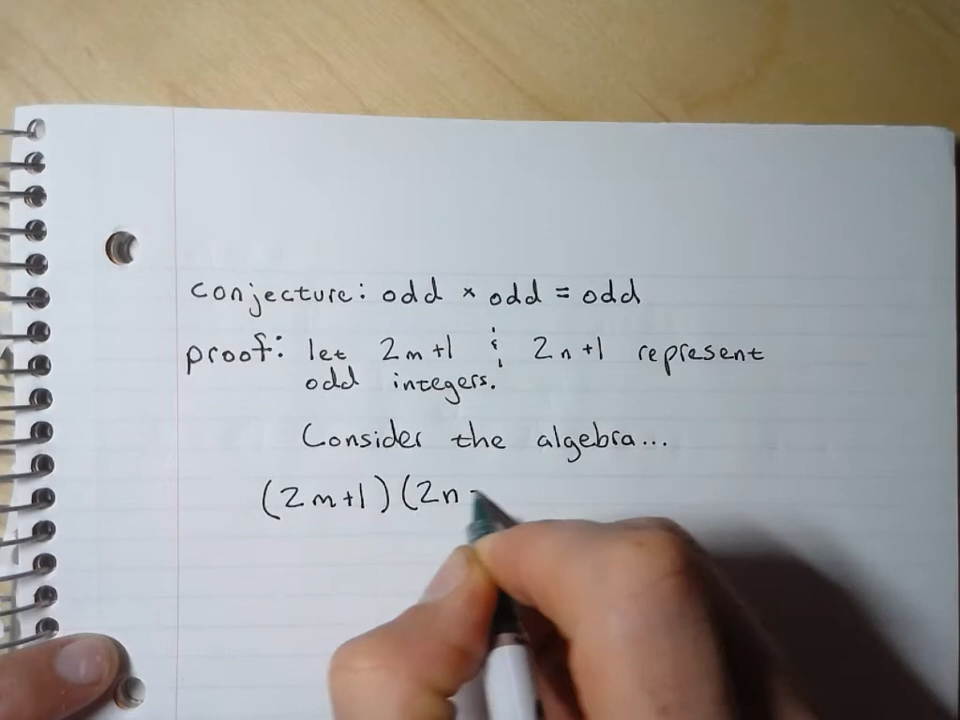 conjecture: odd × odd = odd
proof: let 2m+1 & 2n+1 represent
odd integers.
Consider the algebra...
(2m+1)(2n